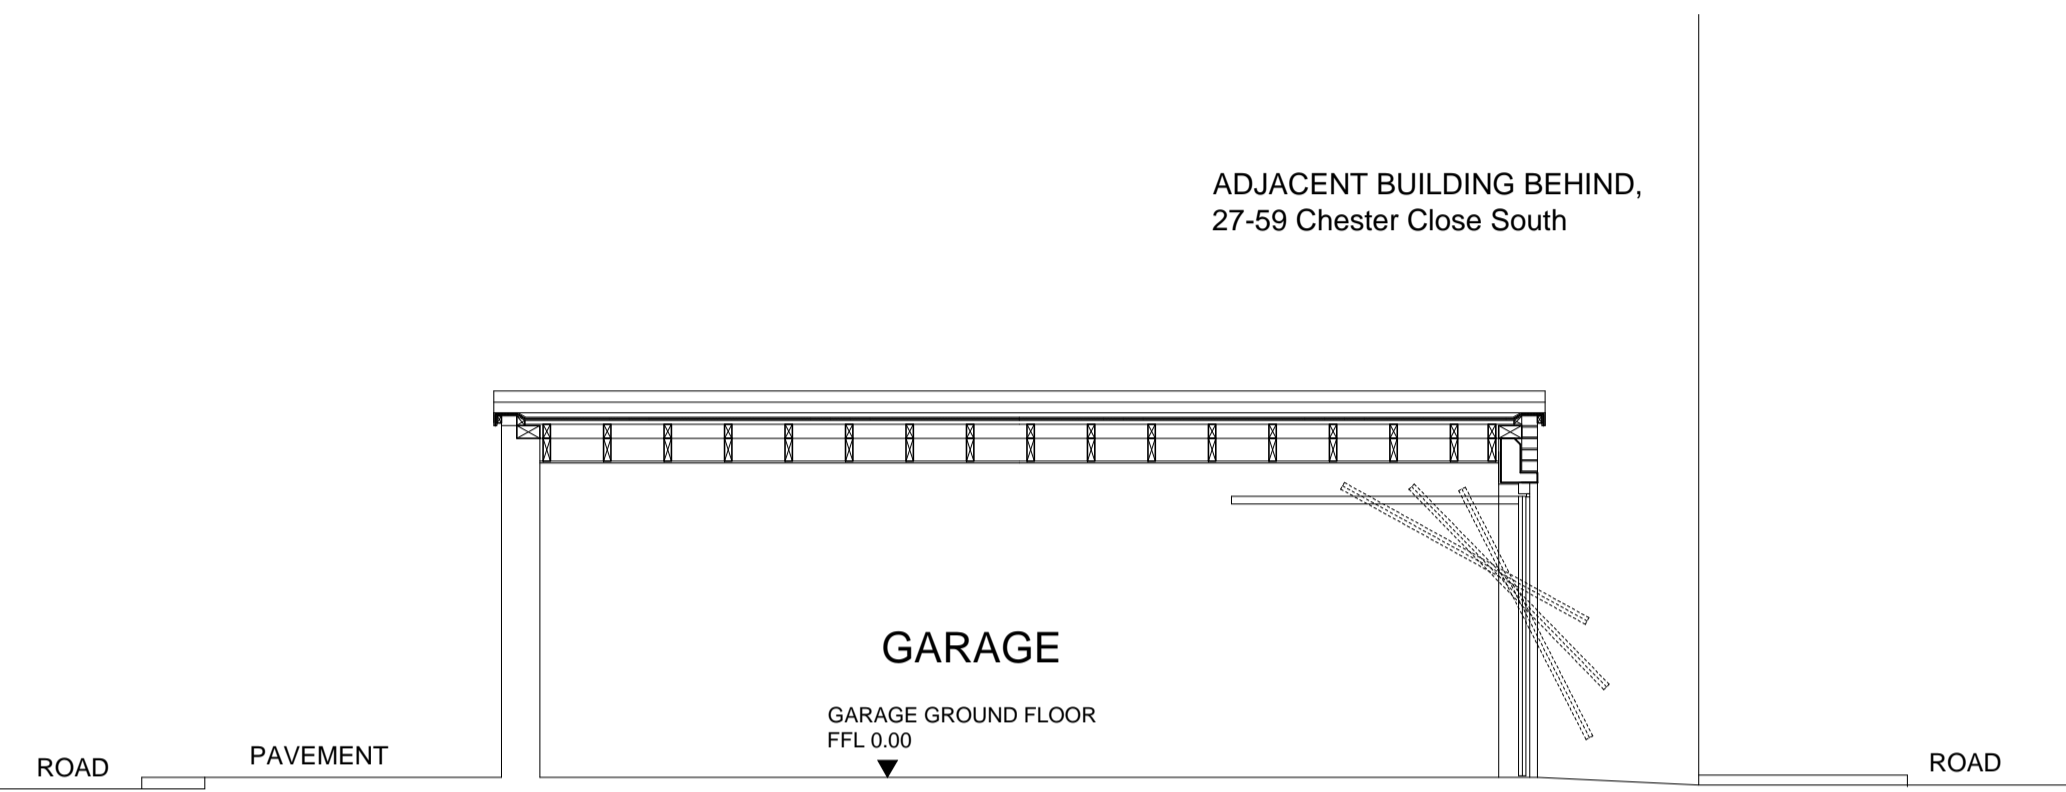 ADJACENT BUILDING BEHIND,
27-59 Chester Close South
GARAGE
GARAGE GROUND FLOOR
FFL 0.00
ROAD
PAVEMENT
ROAD